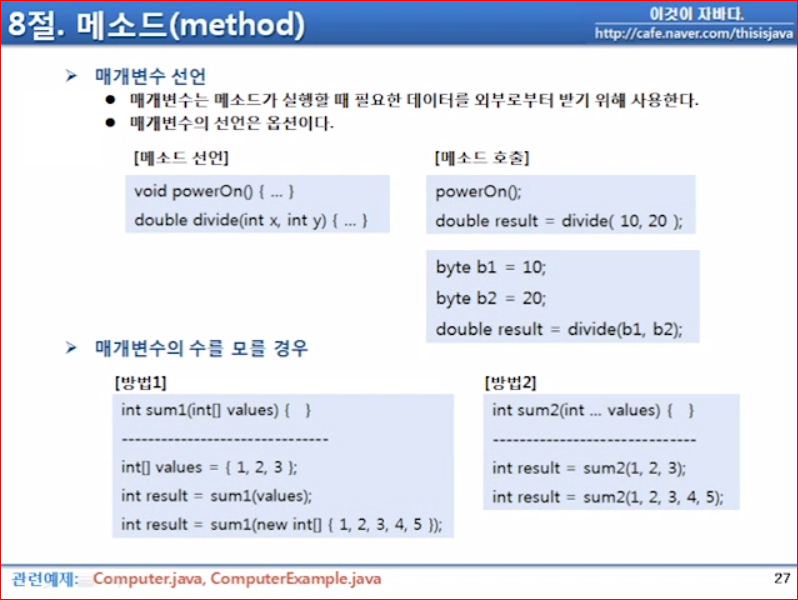 8절. 메소드(method)
이것이 자바다.
http://cafe.naver.com/thisisjava
➤ 매개변수 선언
● 매개변수는 메소드가 실행할 때 필요한 데이터를 외부로부터 받기 위해 사용한다.
● 매개변수의 선언은 옵션이다.
[메소드 선언]
void powerOn() { ... }
double divide(int x, int y) { ... }
[메소드 호출]
powerOn();
double result = divide( 10, 20 );
byte b1 = 10;
byte b2 = 20;
double result = divide(b1, b2);
➤ 매개변수의 수를 모를 경우
[방법1]
int sum1(int[] values) { }
-------------------------------
int[] values = { 1, 2, 3 };
int result = sum1(values);
int result = sum1(new int[] { 1, 2, 3, 4, 5 });
[방법2]
int sum2(int ... values) { }
-------------------------------
int result = sum2(1, 2, 3);
int result = sum2(1, 2, 3, 4, 5);
관련예제: Computer.java, ComputerExample.java
27